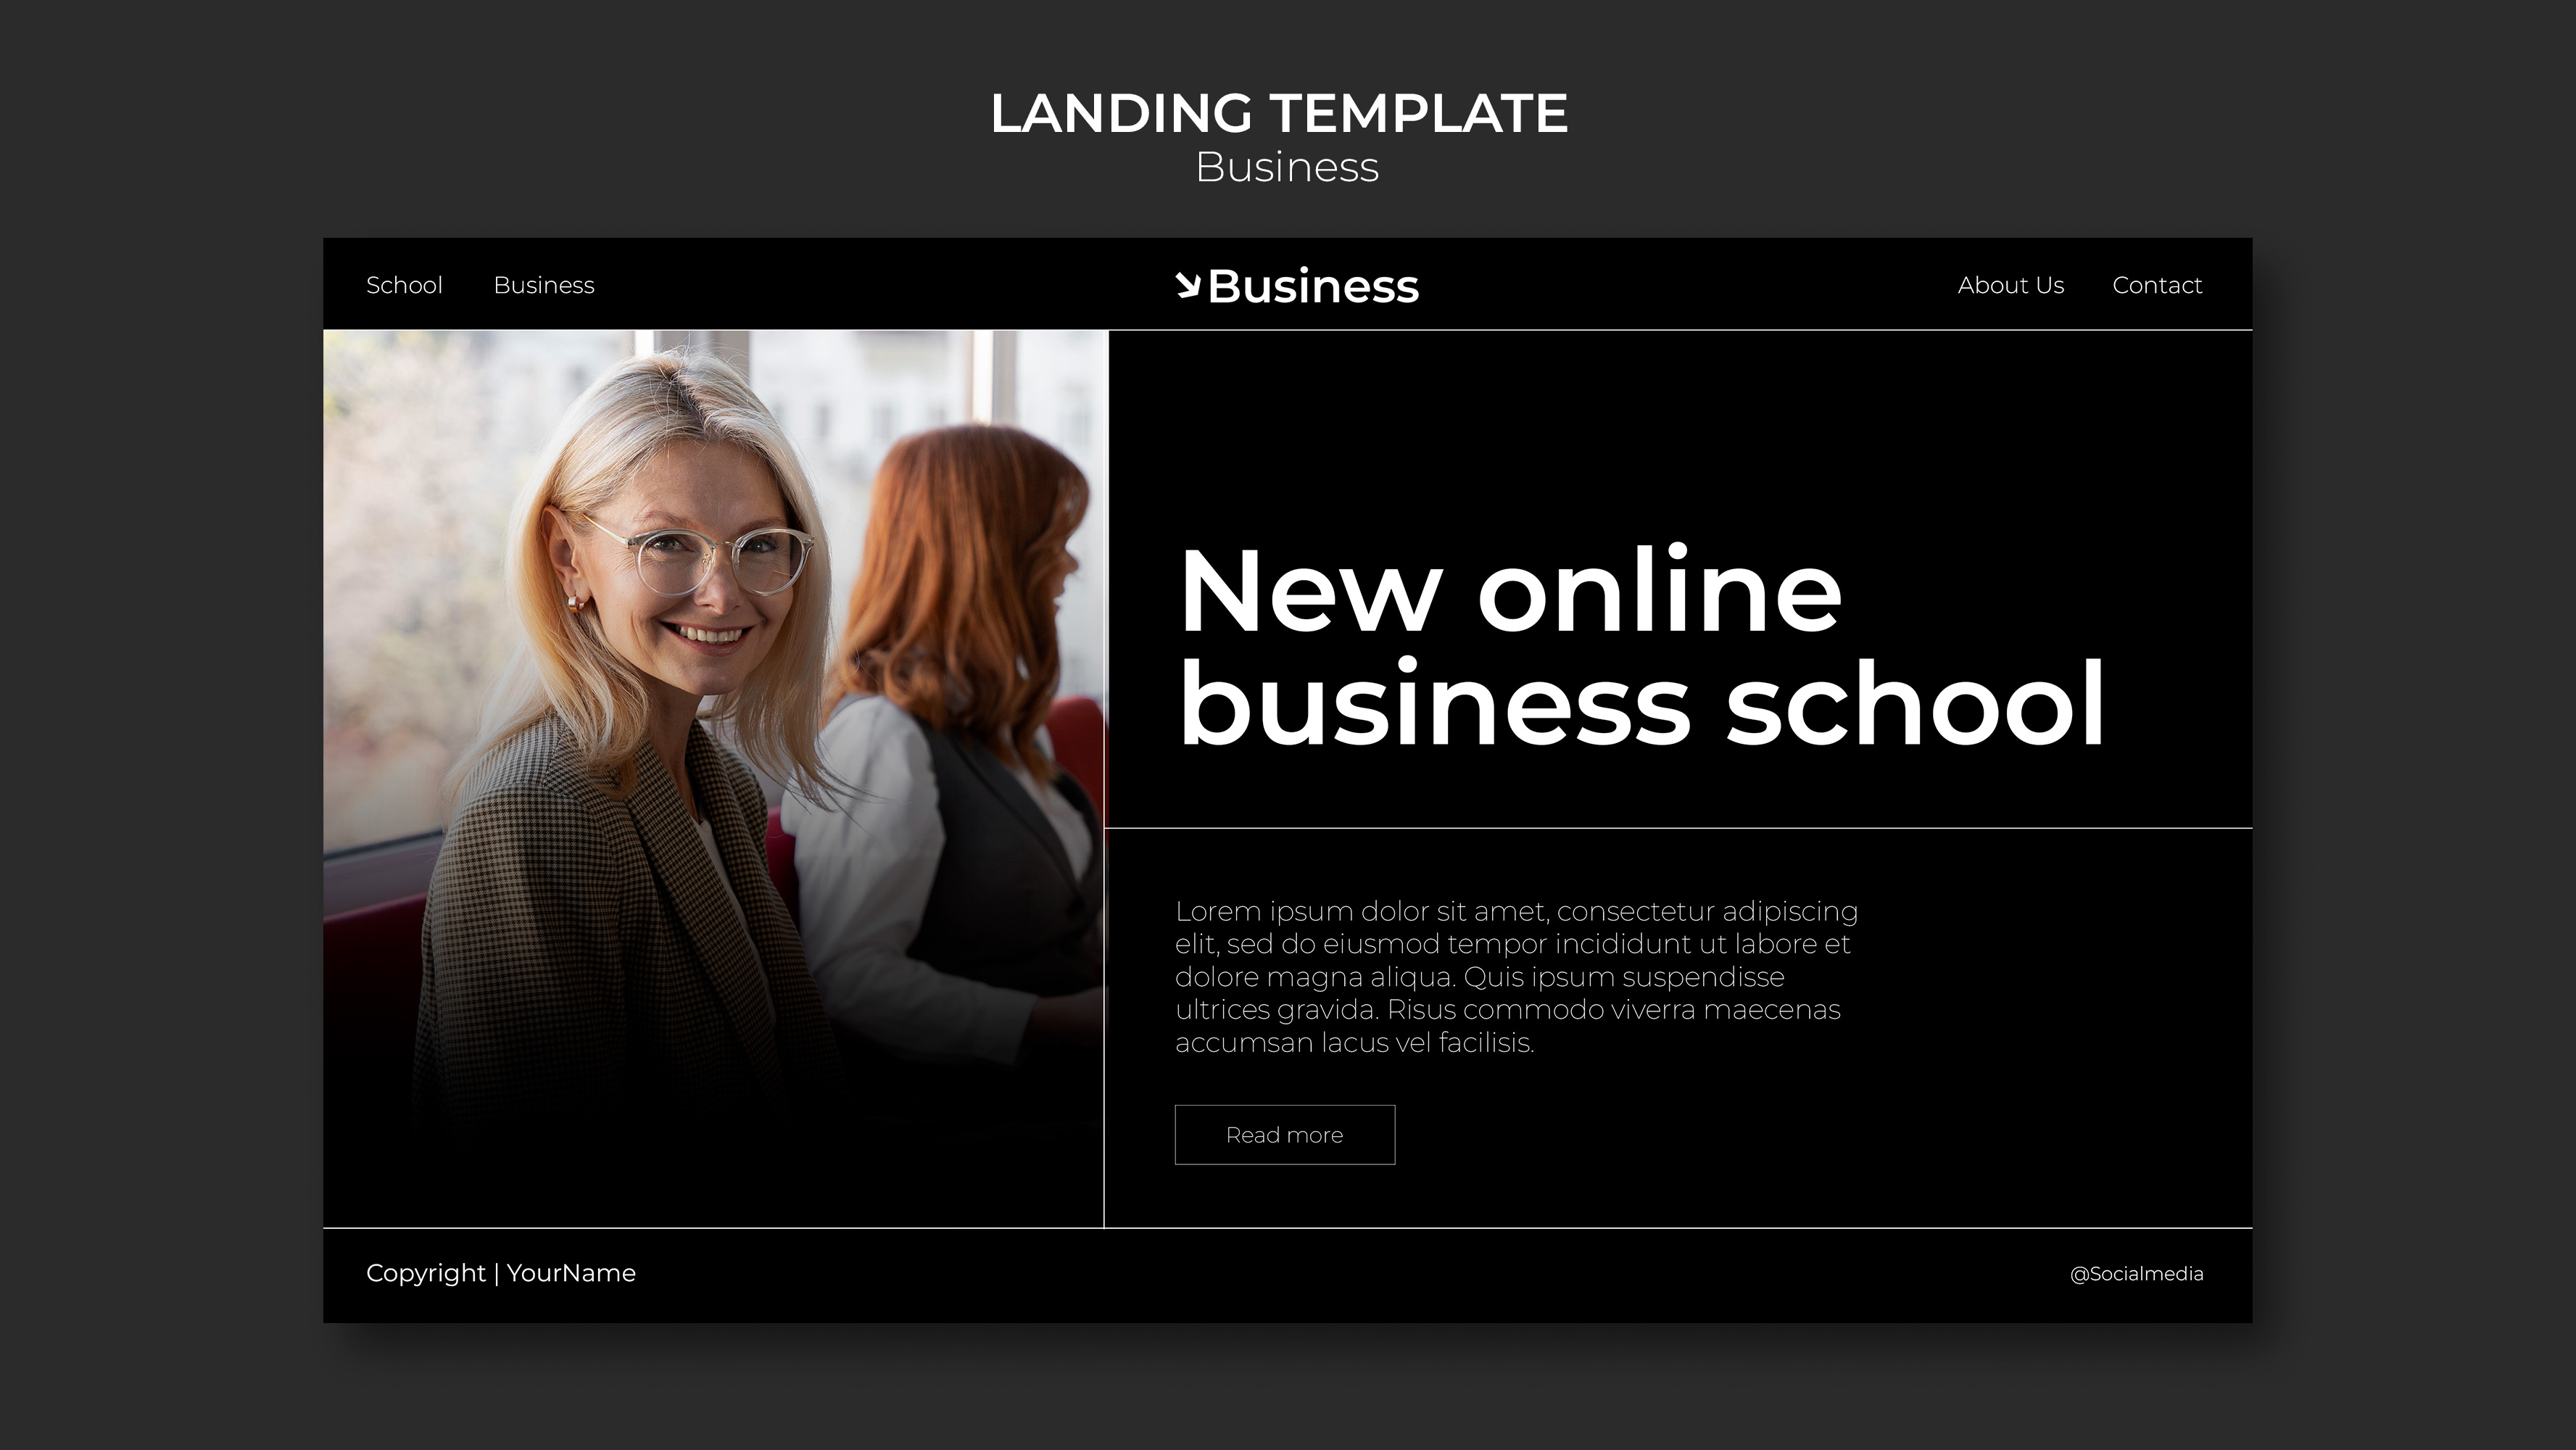 LANDING TEMPLATE
Business
School Business Business About Us Contact
New online
business school
Lorem ipsum dolor sit amet, consectetur adipiscing
elit, sed do eiusmod tempor incididunt ut labore et
dolore magna aliqua. Quis ipsum suspendisse
ultrices gravida. Risus commodo viverra maecenas
accumsan lacus vel facilisis.
Read more
Copyright | YourName @Socialmedia